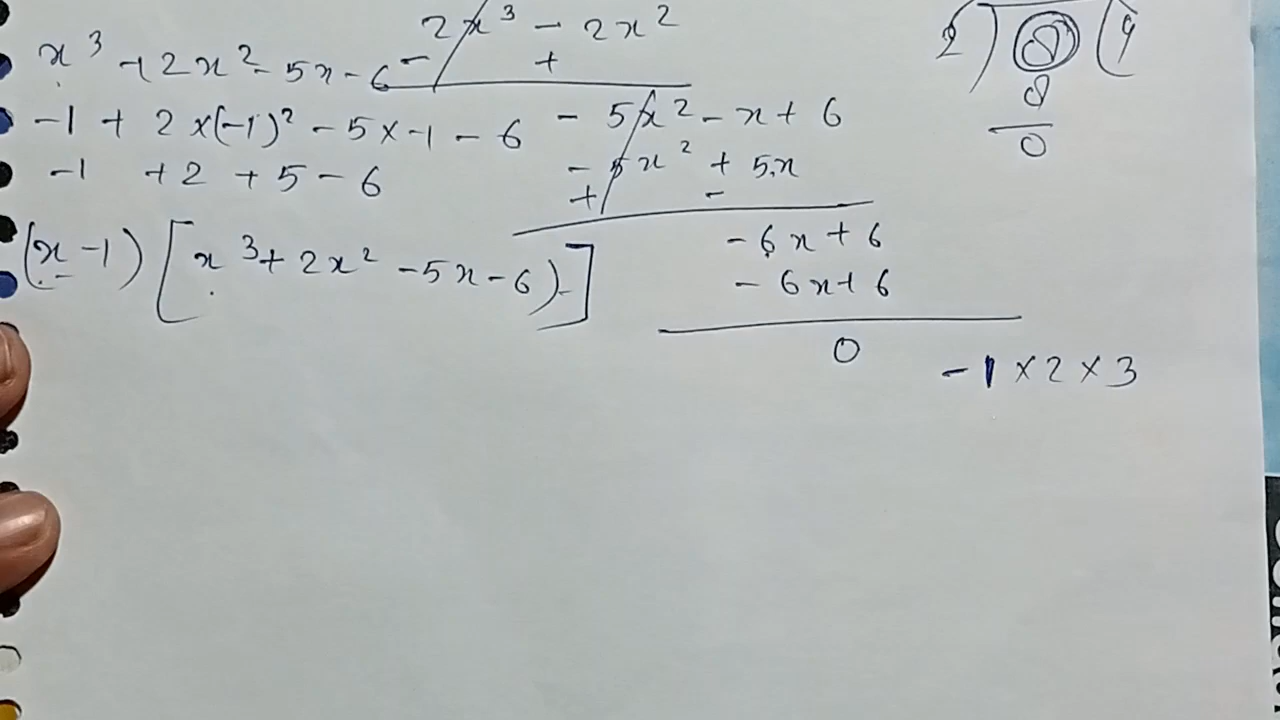 2x³ - 2x²
- +
x³ + 2x² - 5x - 6
-1 + 2×(-1)² - 5×-1 - 6
-1 +2 +5 -6
(x-1) [x³ + 2x² - 5x - 6)]
- 5x² - x + 6
- 5x² + 5x
+ -
- 6x + 6
- 6x + 6
0
-1 × 2 × 3
2) 8 (4
8
0